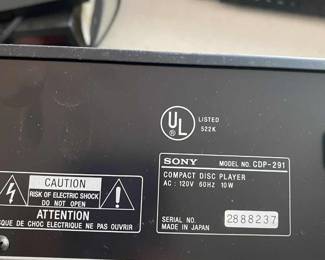 UL
®
LISTED
522K
SONY MODEL NO. CDP-291
COMPACT DISC PLAYER
AC : 120V 60HZ 10W
SERIAL NO. 2888237
MADE IN JAPAN
CAUTION
RISK OF ELECTRIC SHOCK
DO NOT OPEN
ATTENTION
DE CHOC ELECTRIQUE NE PAS OUVRIR